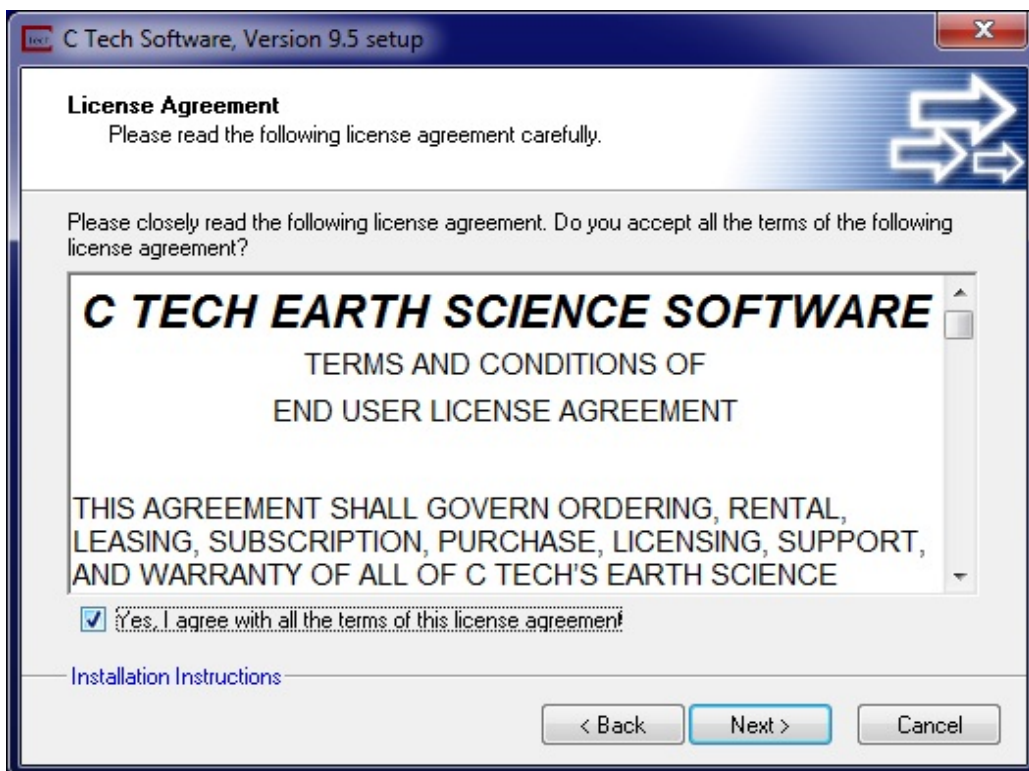 C Tech Software, Version 9.5 setup
License Agreement
Please read the following license agreement carefully.
Please closely read the following license agreement. Do you accept all the terms of the following
license agreement?
C TECH EARTH SCIENCE SOFTWARE
TERMS AND CONDITIONS OF
END USER LICENSE AGREEMENT
THIS AGREEMENT SHALL GOVERN ORDERING, RENTAL,
LEASING, SUBSCRIPTION, PURCHASE, LICENSING, SUPPORT,
AND WARRANTY OF ALL OF C TECH'S EARTH SCIENCE
Yes, I agree with all the terms of this license agreement
Installation Instructions
< Back Next > Cancel